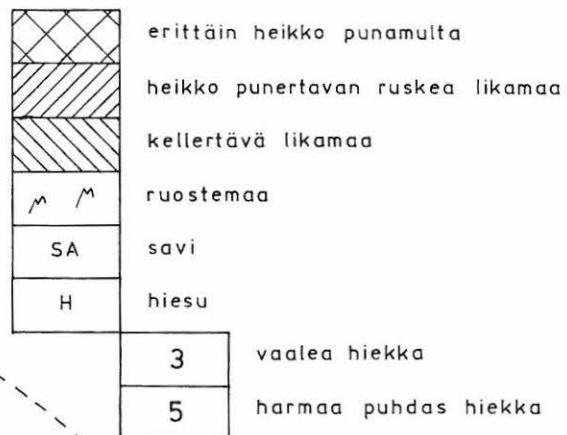 erittäin heikko punamulta
heikko punertavan ruskea likamaa
kellertävä likamaa
ruostemaa
SA savi
H hiesu
3 vaalea hiekka
5 harmaa puhdas hiekka